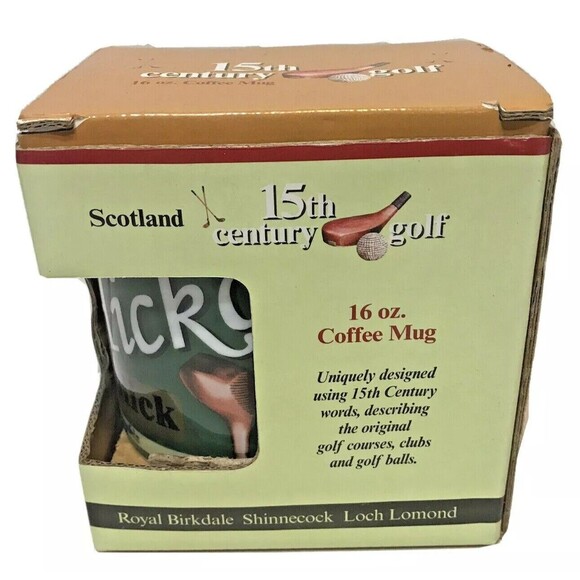 15th
century golf
16 oz. Coffee Mug
Scotland
15th
century golf
16 oz.
Coffee Mug
Uniquely designed
using 15th Century
words, describing
the original
golf courses, clubs
and golf balls.
Royal Birkdale Shinnecock Loch Lomond